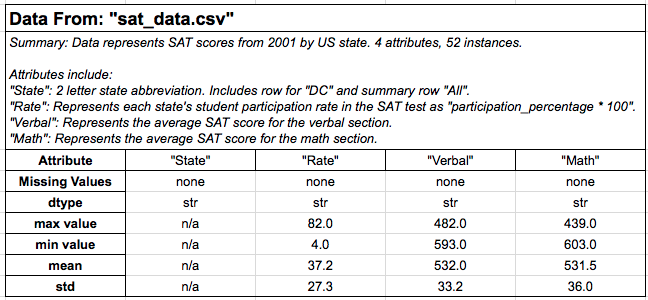 Data From: "sat_data.csv"
Summary: Data represents SAT scores from 2001 by US state. 4 attributes, 52 instances.
Attributes include:
"State": 2 letter state abbreviation. Includes row for "DC" and summary row "All".
"Rate": Represents each state's student participation rate in the SAT test as "participation_percentage * 100".
"Verbal": Represents the average SAT score for the verbal section.
"Math": Represents the average SAT score for the math section.
Attribute "State" "Rate" "Verbal" "Math"
Missing Values none none none none
dtype str str str str
max value n/a 82.0 482.0 439.0
min value n/a 4.0 593.0 603.0
mean n/a 37.2 532.0 531.5
std n/a 27.3 33.2 36.0